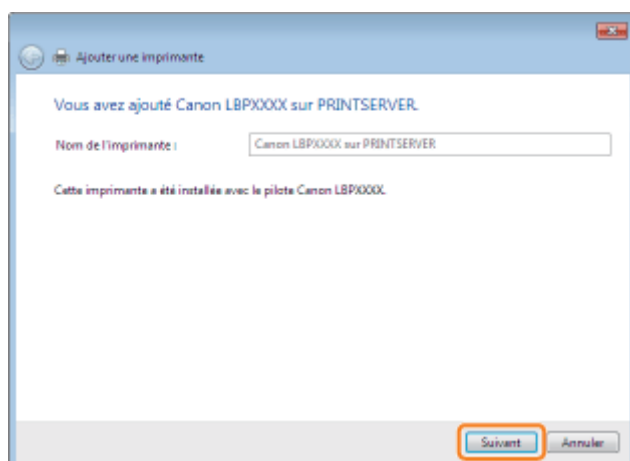 Ajouter une imprimante
Vous avez ajouté Canon LBPXXXX sur PRINTSERVER.
Nom de l'imprimante : Canon LBPXXXX sur PRINTSERVER
Cette imprimante a été installée avec le pilote Canon LBPXXXX.
Suivant Annuler